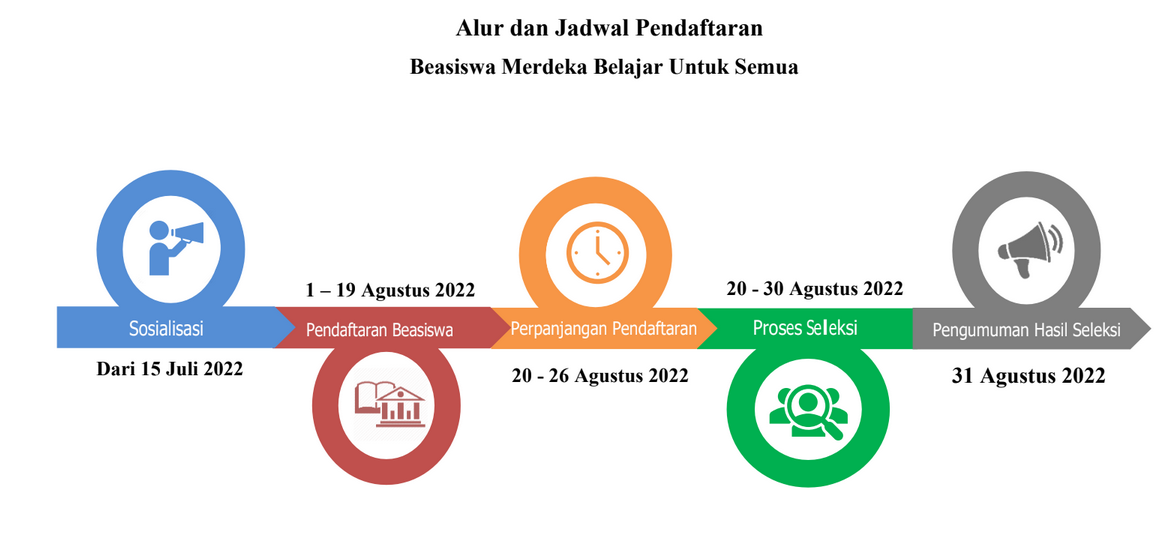 Alur dan Jadwal Pendaftaran
Beasiswa Merdeka Belajar Untuk Semua
Sosialisasi
Dari 15 Juli 2022
1 – 19 Agustus 2022
Pendaftaran Beasiswa
Perpanjangan Pendaftaran
20 - 26 Agustus 2022
20 - 30 Agustus 2022
Proses Seleksi
Pengumuman Hasil Seleksi
31 Agustus 2022